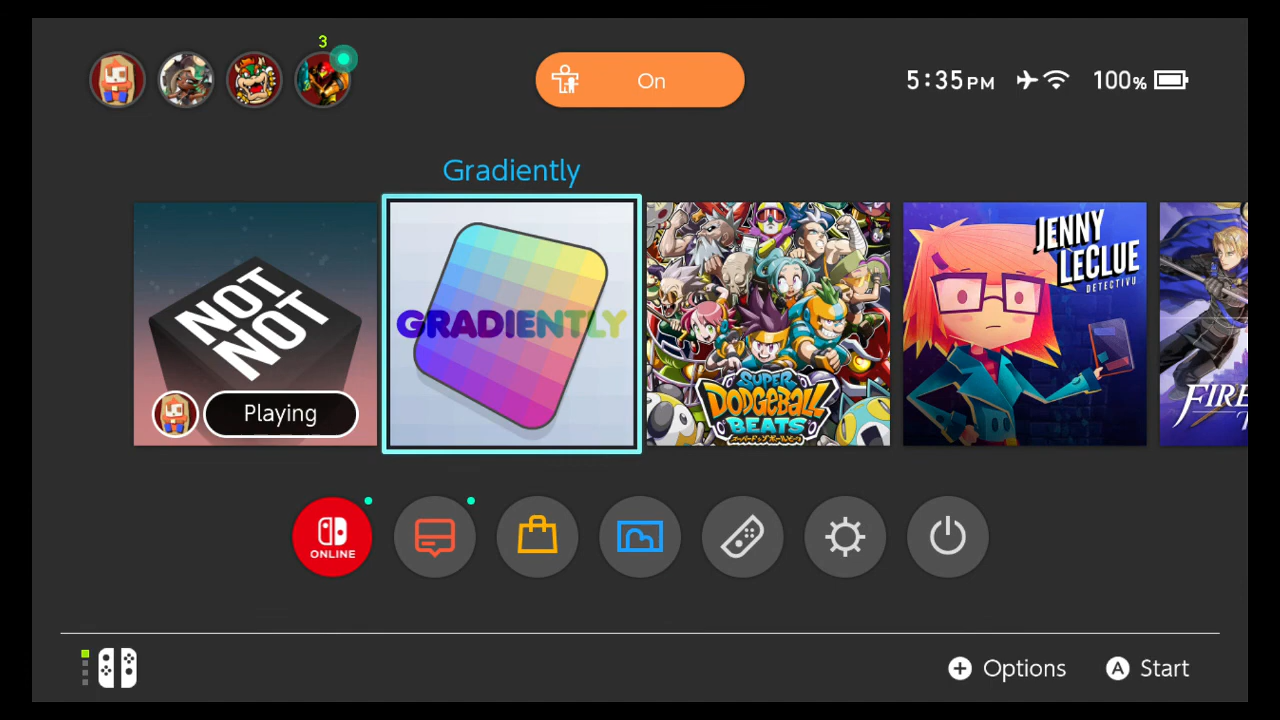 3
On
5:35PM
100%
Gradiently
NOT
NOT
Playing
GRADIENTLY
SUPER
DODGEBALL
BEATS
JENNY
LECLUE
DETECTIVU
FIRE
ONLINE
Options
A
Start